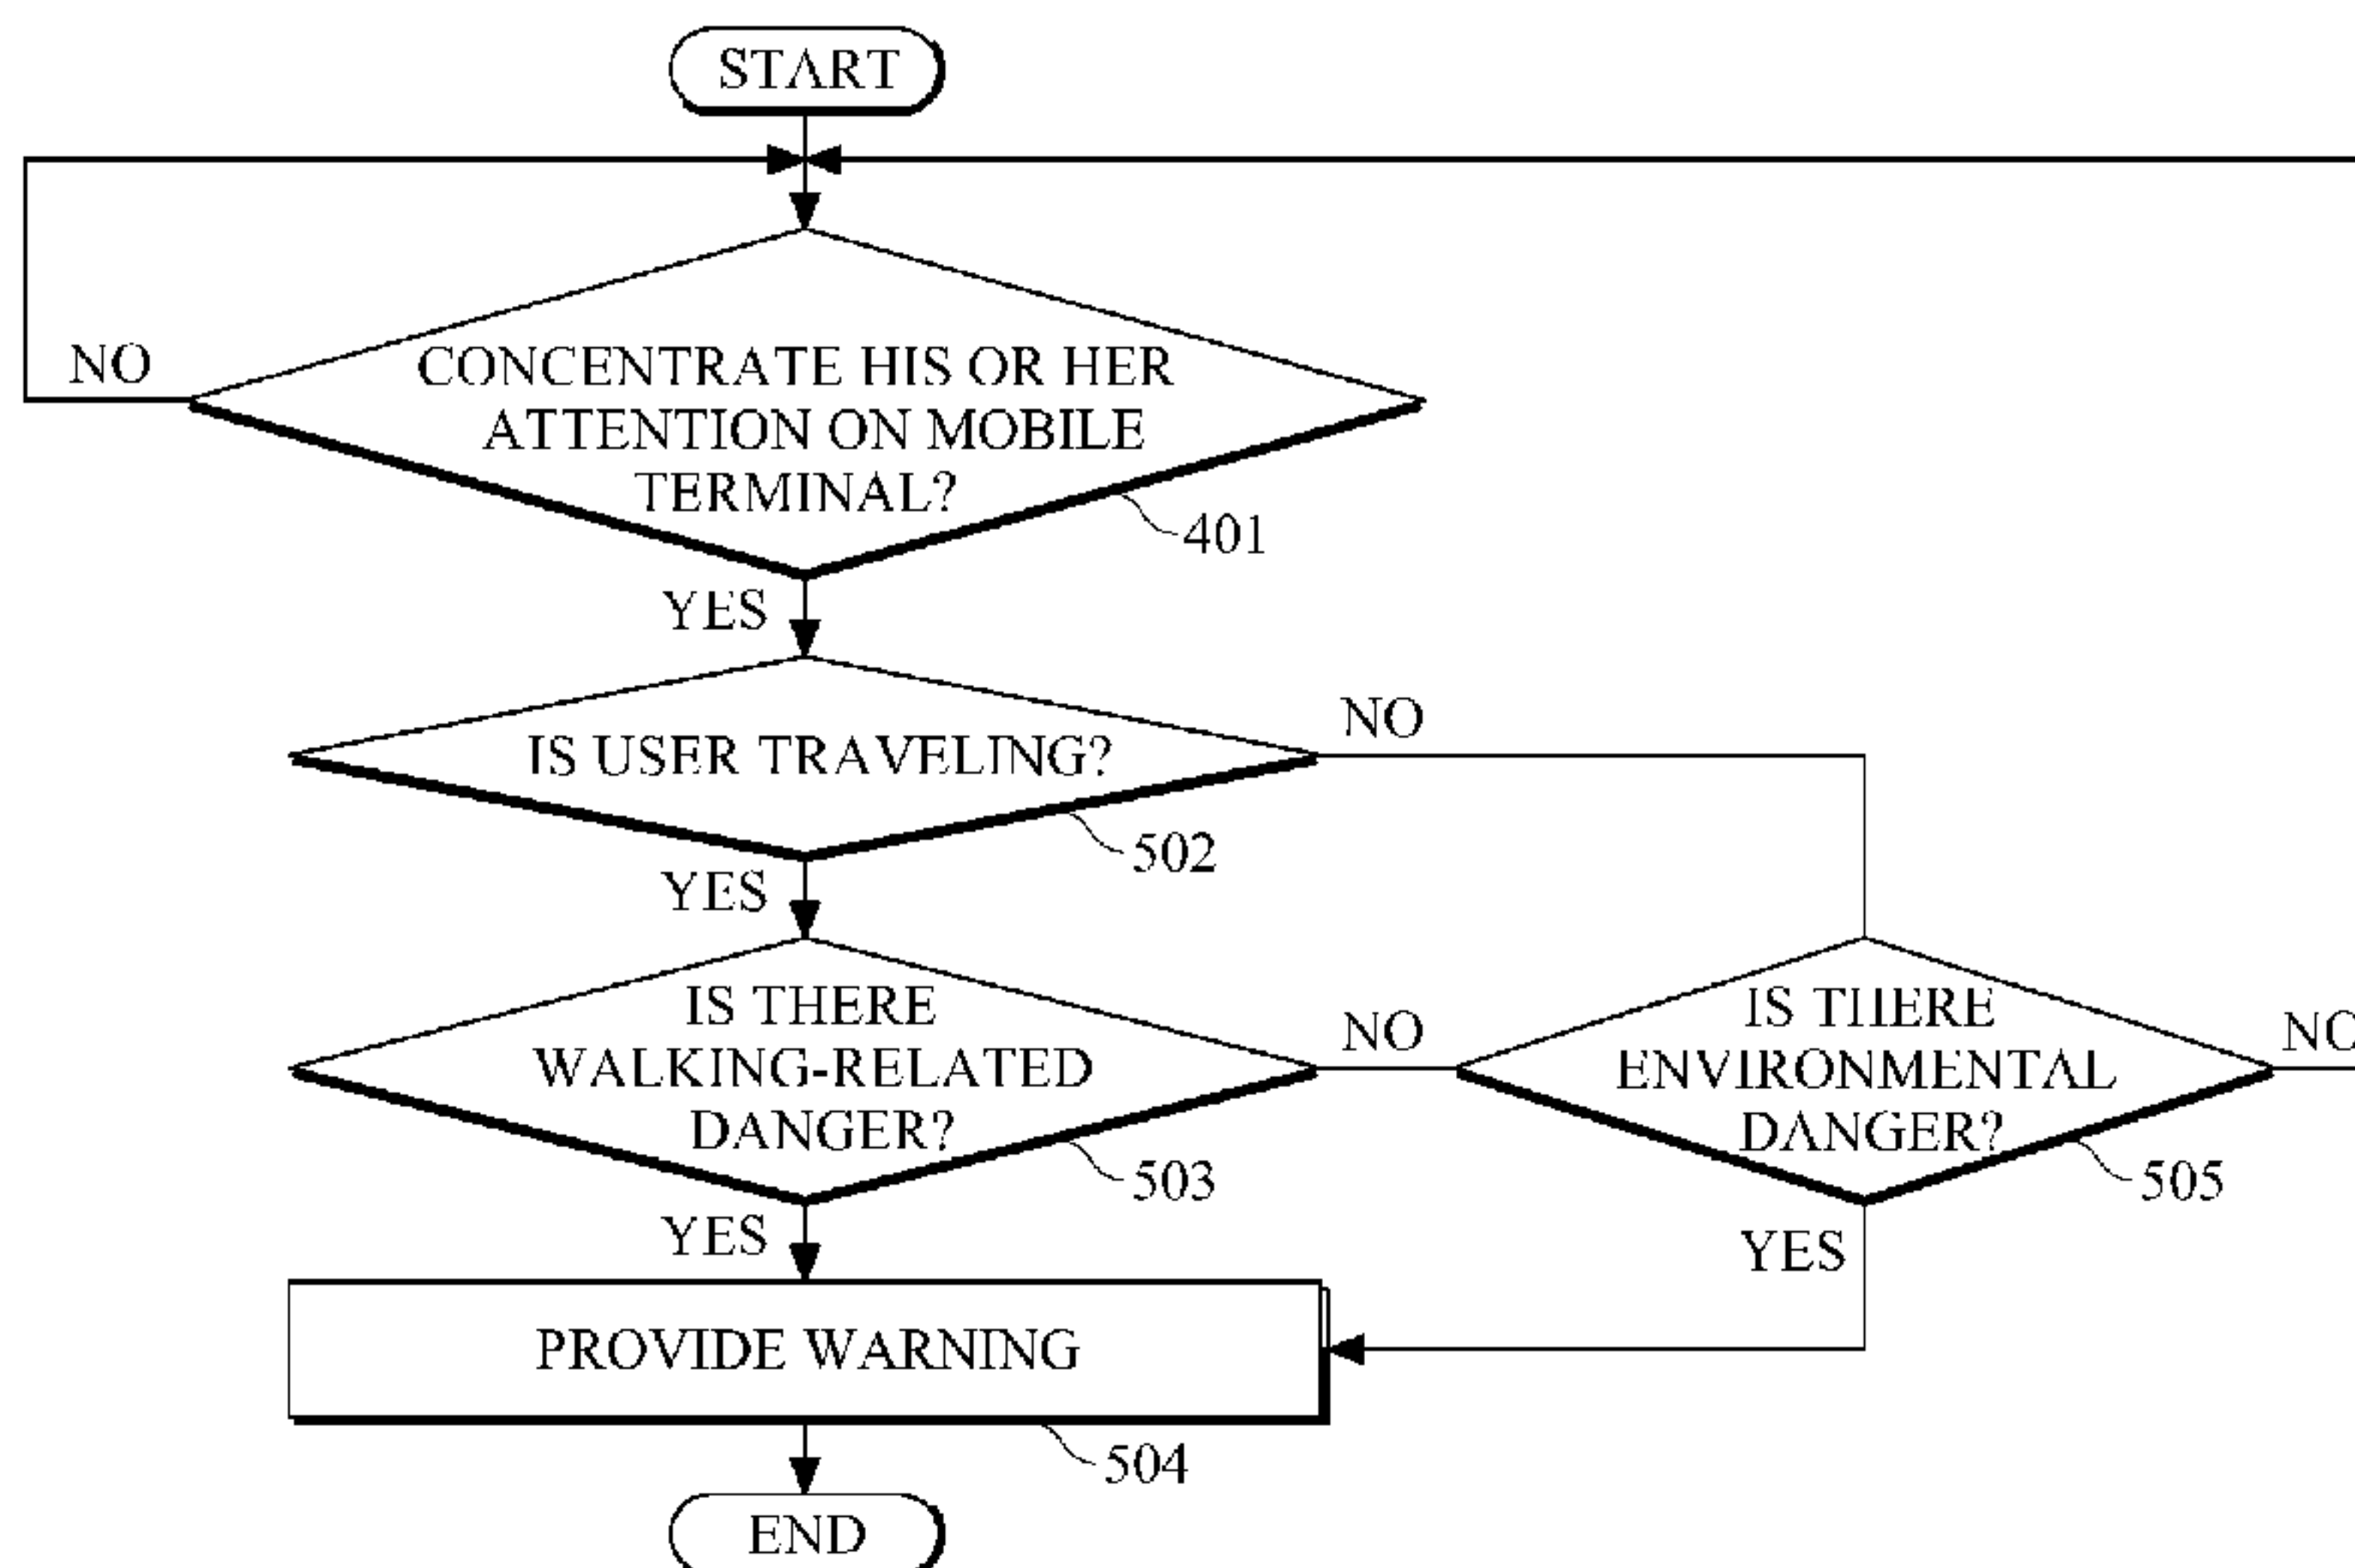 START
NO
CONCENTRATE HIS OR HER
ATTENTION ON MOBILE
TERMINAL?
401
YES
IS USER TRAVELING?
NO
502
YES
IS THERE
WALKING-RELATED
DANGER?
503
NO
IS THERE
ENVIRONMENTAL
DANGER?
505
NO
YES
YES
PROVIDE WARNING
504
END